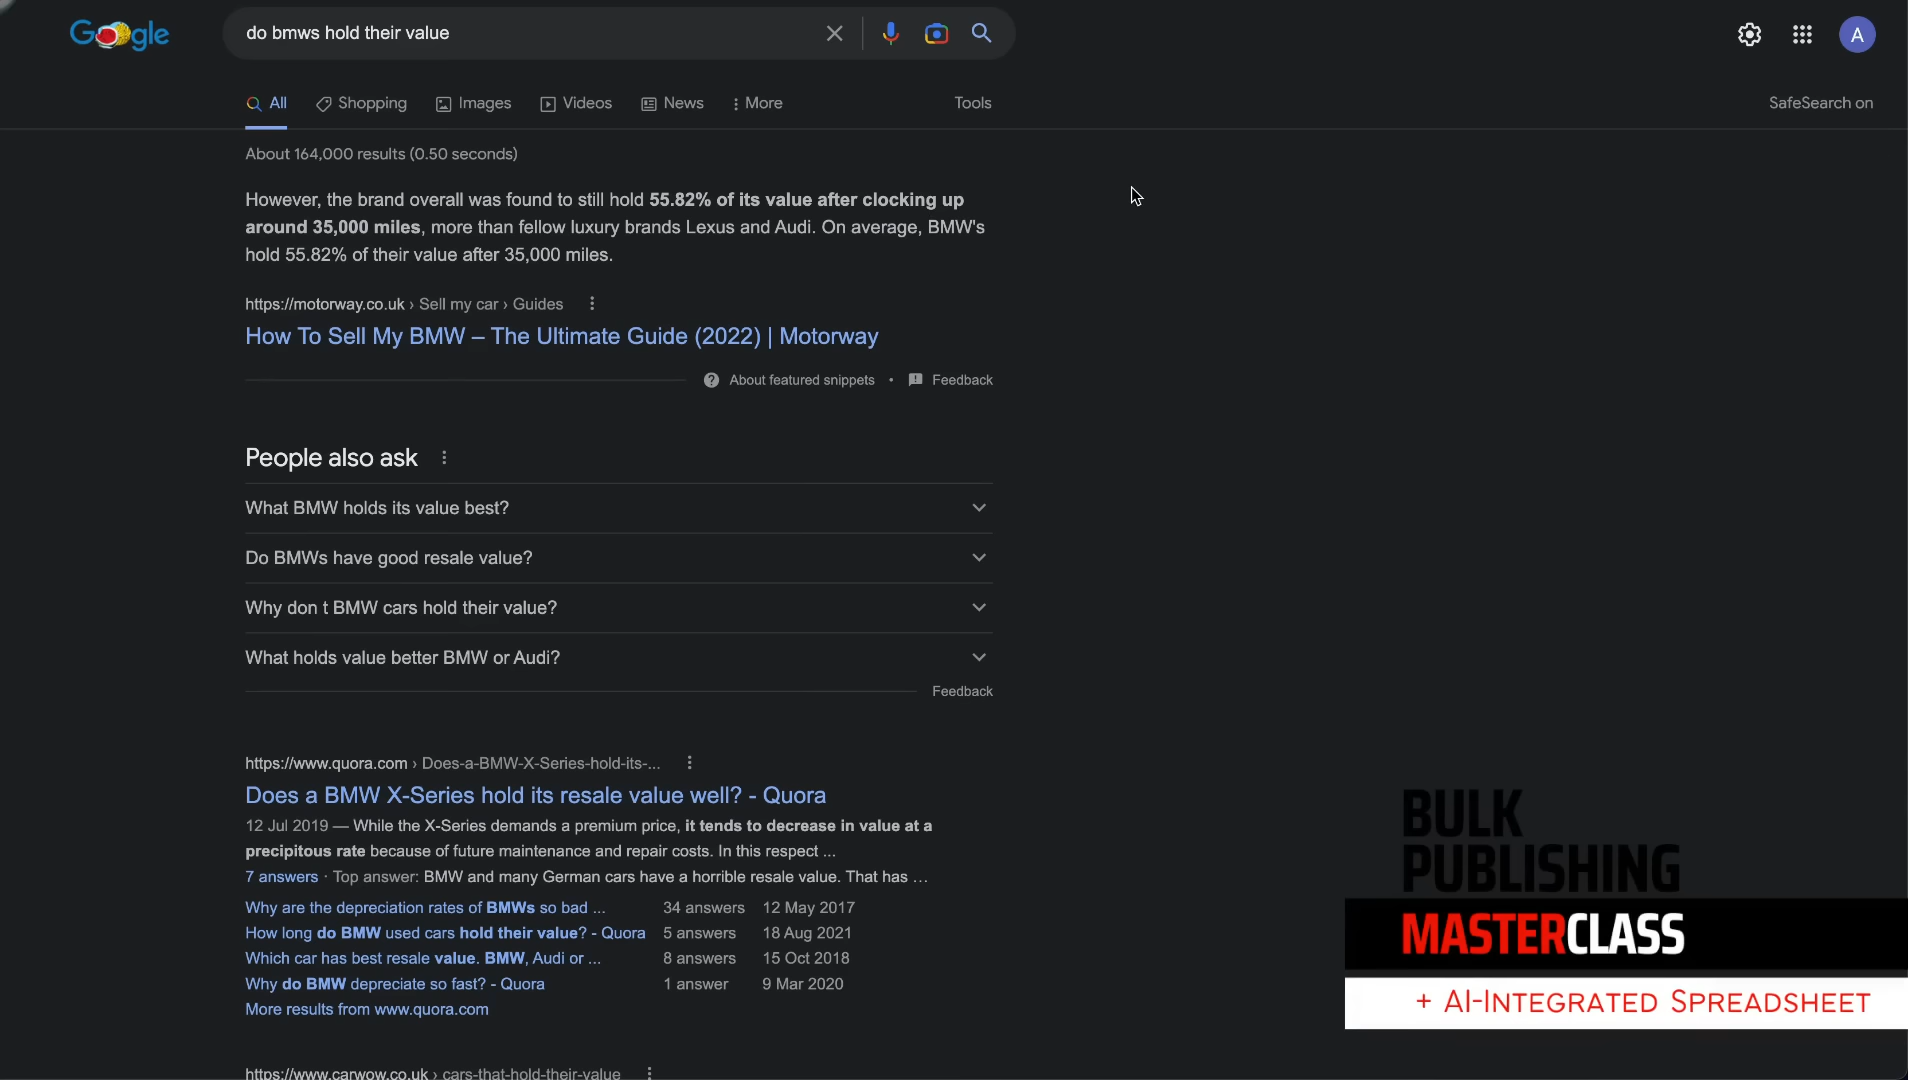 Google
do bmws hold their value
A
All
Shopping
Images
Videos
News
More
Tools
SafeSearch on
About 164,000 results (0.50 seconds)
However, the brand overall was found to still hold 55.82% of its value after clocking up
around 35,000 miles, more than fellow luxury brands Lexus and Audi. On average, BMW's
hold 55.82% of their value after 35,000 miles.
https://motorway.co.uk › Sell my car › Guides
How To Sell My BMW – The Ultimate Guide (2022) | Motorway
About featured snippets • Feedback
People also ask
What BMW holds its value best?
Do BMWs have good resale value?
Why don t BMW cars hold their value?
What holds value better BMW or Audi?
Feedback
https://www.quora.com › Does-a-BMW-X-Series-hold-its-...
Does a BMW X-Series hold its resale value well? - Quora
12 Jul 2019 — While the X-Series demands a premium price, it tends to decrease in value at a
precipitous rate because of future maintenance and repair costs. In this respect ...
7 answers · Top answer: BMW and many German cars have a horrible resale value. That has ...
Why are the depreciation rates of BMWs so bad ... 34 answers 12 May 2017
How long do BMW used cars hold their value? - Quora 5 answers 18 Aug 2021
Which car has best resale value. BMW, Audi or ... 8 answers 15 Oct 2018
Why do BMW depreciate so fast? - Quora 1 answer 9 Mar 2020
More results from www.quora.com
https://www.carwow.co.uk › cars-that-hold-their-value
BULK
PUBLISHING
MASTERCLASS
+ AI-INTEGRATED SPREADSHEET